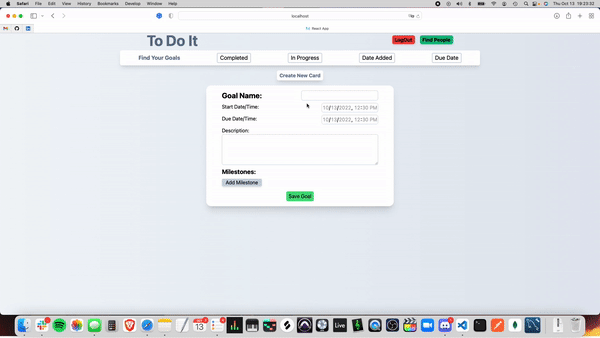 Safari File Edit View History Bookmarks Develop Window Help
Thu Oct 13 19:23:32
localhost
React App
To Do It
LogOut Find People
Find Your Goals Completed In Progress Date Added Due Date
Create New Card
Goal Name:
Start Date/Time: 10/13/2022, 12:30 PM
Due Date/Time: 10/13/2022, 12:30 PM
Description:
Milestones:
Add Milestone
Save Goal